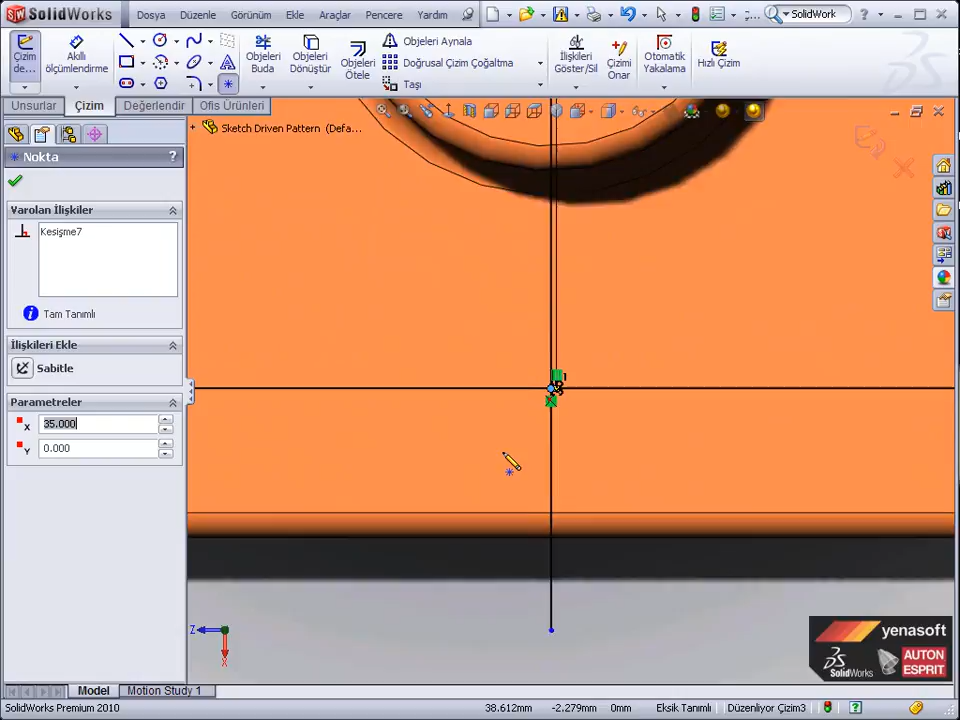 SolidWorks
Dosya Düzenle Görünüm Ekle Araçlar Pencere Yardım
SolidWork
Çizim de...
Akıllı ölçümlendirme
Objeleri Buda
Objeleri Dönüştür
Objeleri Ötele
Objeleri Aynala
Doğrusal Çizim Çoğaltma
Taşı
İlişkileri Göster/Sil
Çizimi Onar
Otomatik Yakalama
Hızlı Çizim
Unsurlar Çizim Değerlendir Ofis Ürünleri
Sketch Driven Pattern (Defa...
Nokta
?
Varolan İlişkiler
Kesişme7
Tam Tanımlı
İlişkileri Ekle
Sabitle
Parametreler
X 35.000
Y 0.000
Z
X
yenasoft
SolidWorks
AUTON
ESPRIT
Model Motion Study 1
SolidWorks Premium 2010
38.612mm -2.279mm Eksik Tanımlı Düzenliyor Çizim3